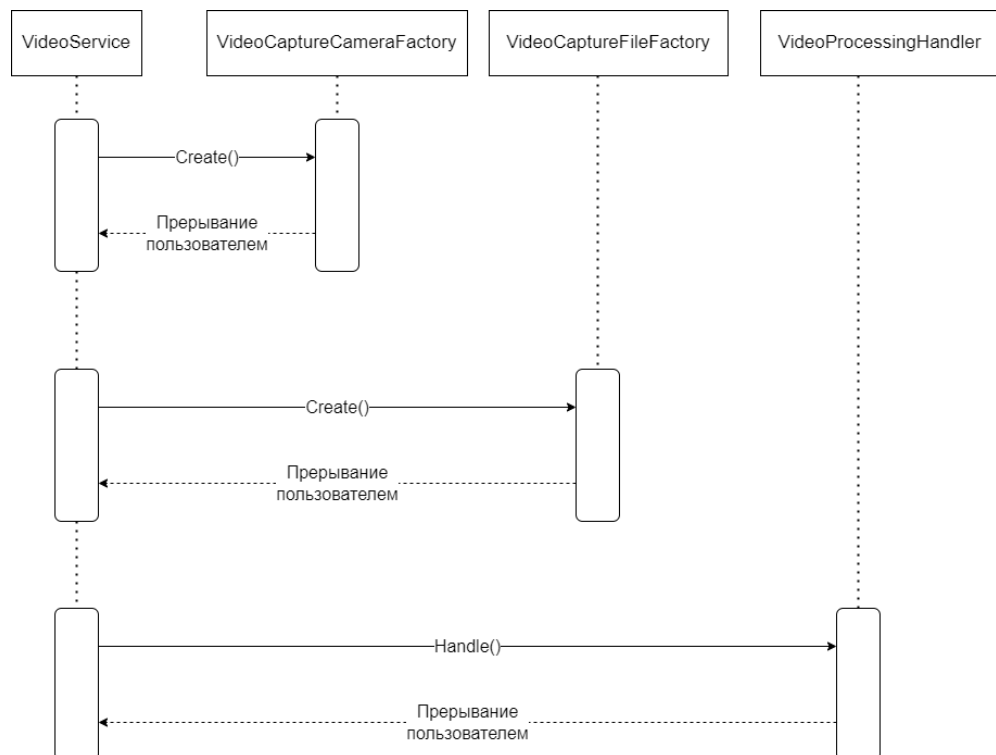 VideoService
VideoCaptureCameraFactory
VideoCaptureFileFactory
VideoProcessingHandler
Create()
Прерывание
пользователем
Create()
Прерывание
пользователем
Handle()
Прерывание
пользователем